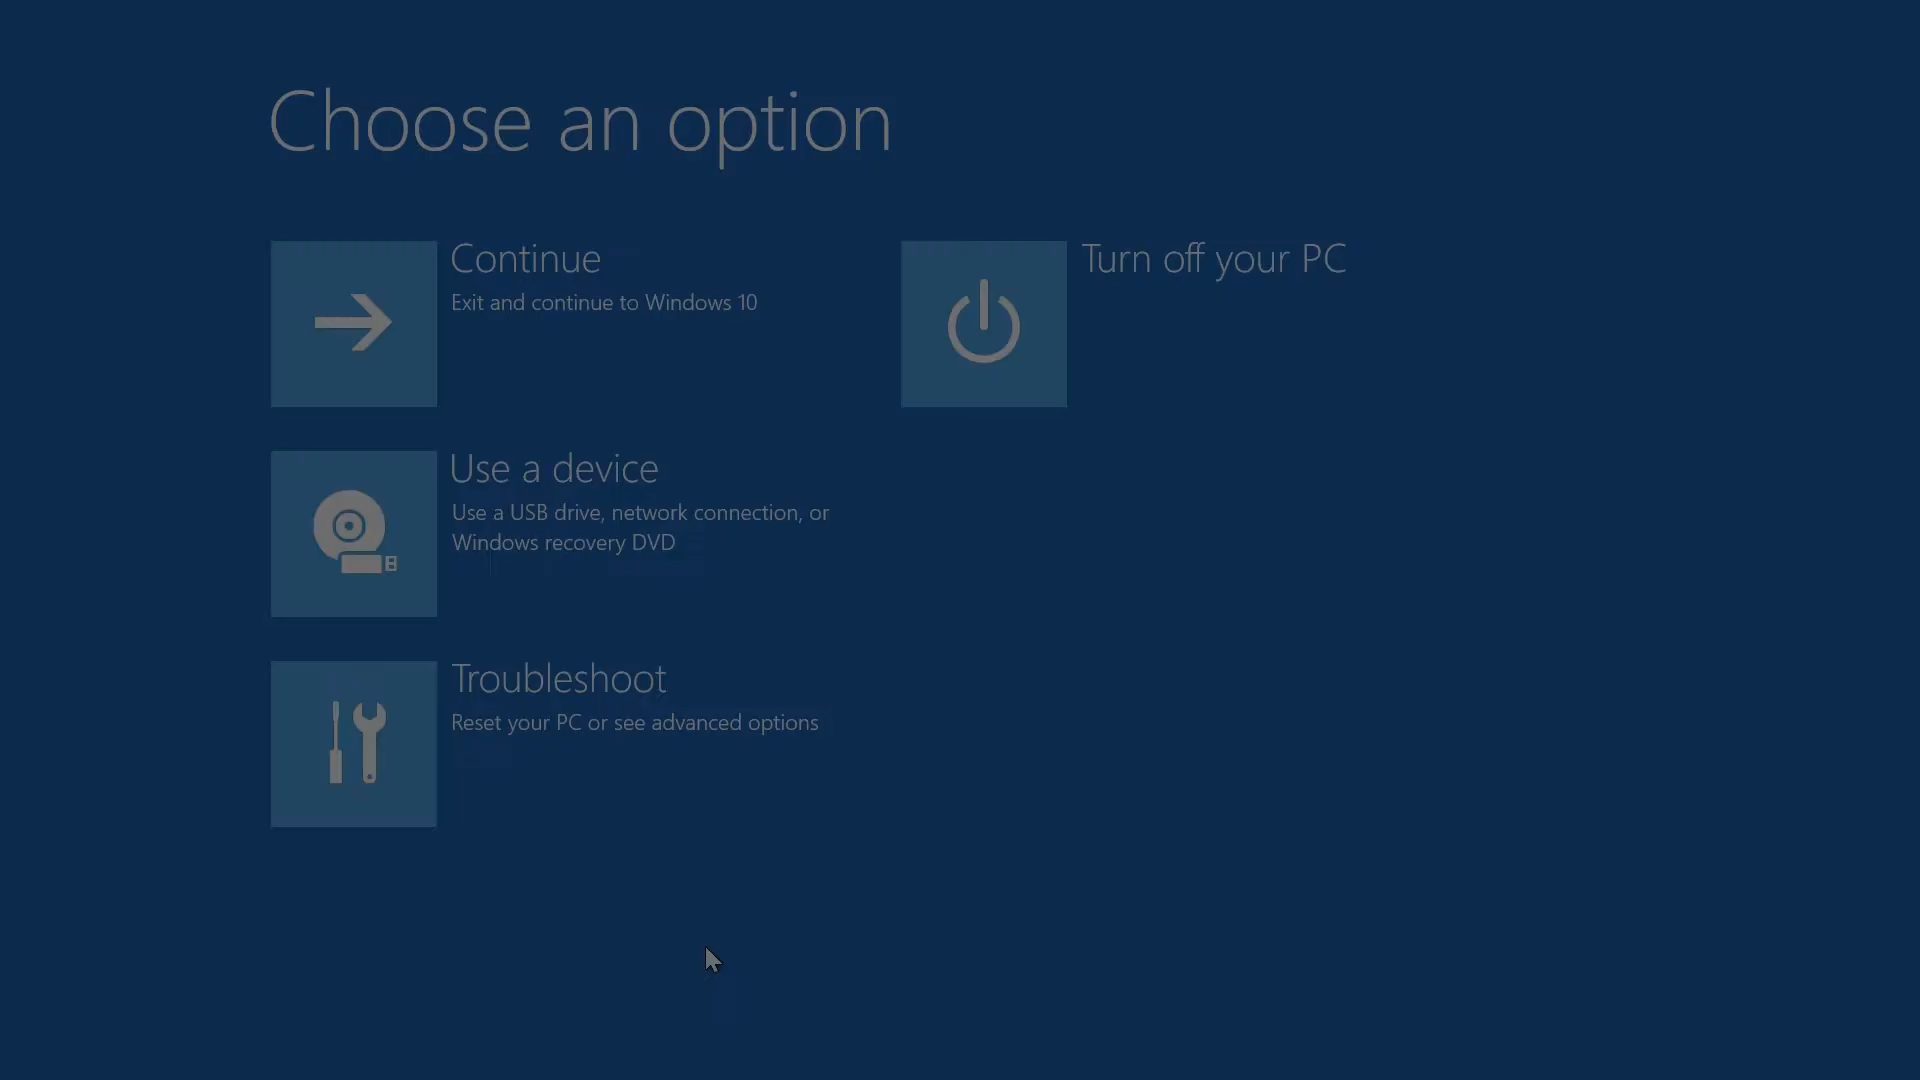 Choose an option
Continue
Exit and continue to Windows 10
Turn off your PC
Use a device
Use a USB drive, network connection, or
Windows recovery DVD
Troubleshoot
Reset your PC or see advanced options